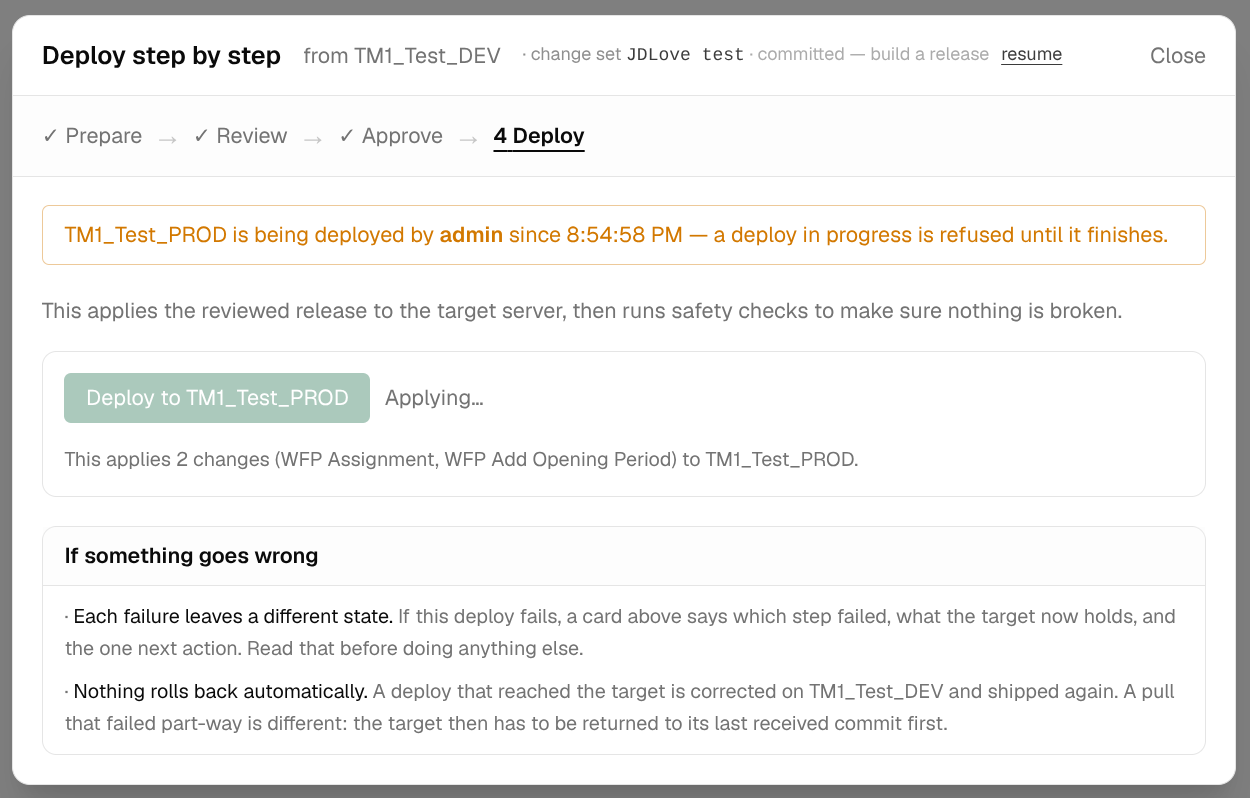 Deploy step by step from TM1_Test_DEV · change set JDLove test · committed — build a release resume Close
✓ Prepare → ✓ Review → ✓ Approve → 4 Deploy
TM1_Test_PROD is being deployed by admin since 8:54:58 PM — a deploy in progress is refused until it finishes.
This applies the reviewed release to the target server, then runs safety checks to make sure nothing is broken.
Deploy to TM1_Test_PROD Applying…
This applies 2 changes (WFP Assignment, WFP Add Opening Period) to TM1_Test_PROD.
If something goes wrong
· Each failure leaves a different state. If this deploy fails, a card above says which step failed, what the target now holds, and
the one next action. Read that before doing anything else.
· Nothing rolls back automatically. A deploy that reached the target is corrected on TM1_Test_DEV and shipped again. A pull
that failed part-way is different: the target then has to be returned to its last received commit first.